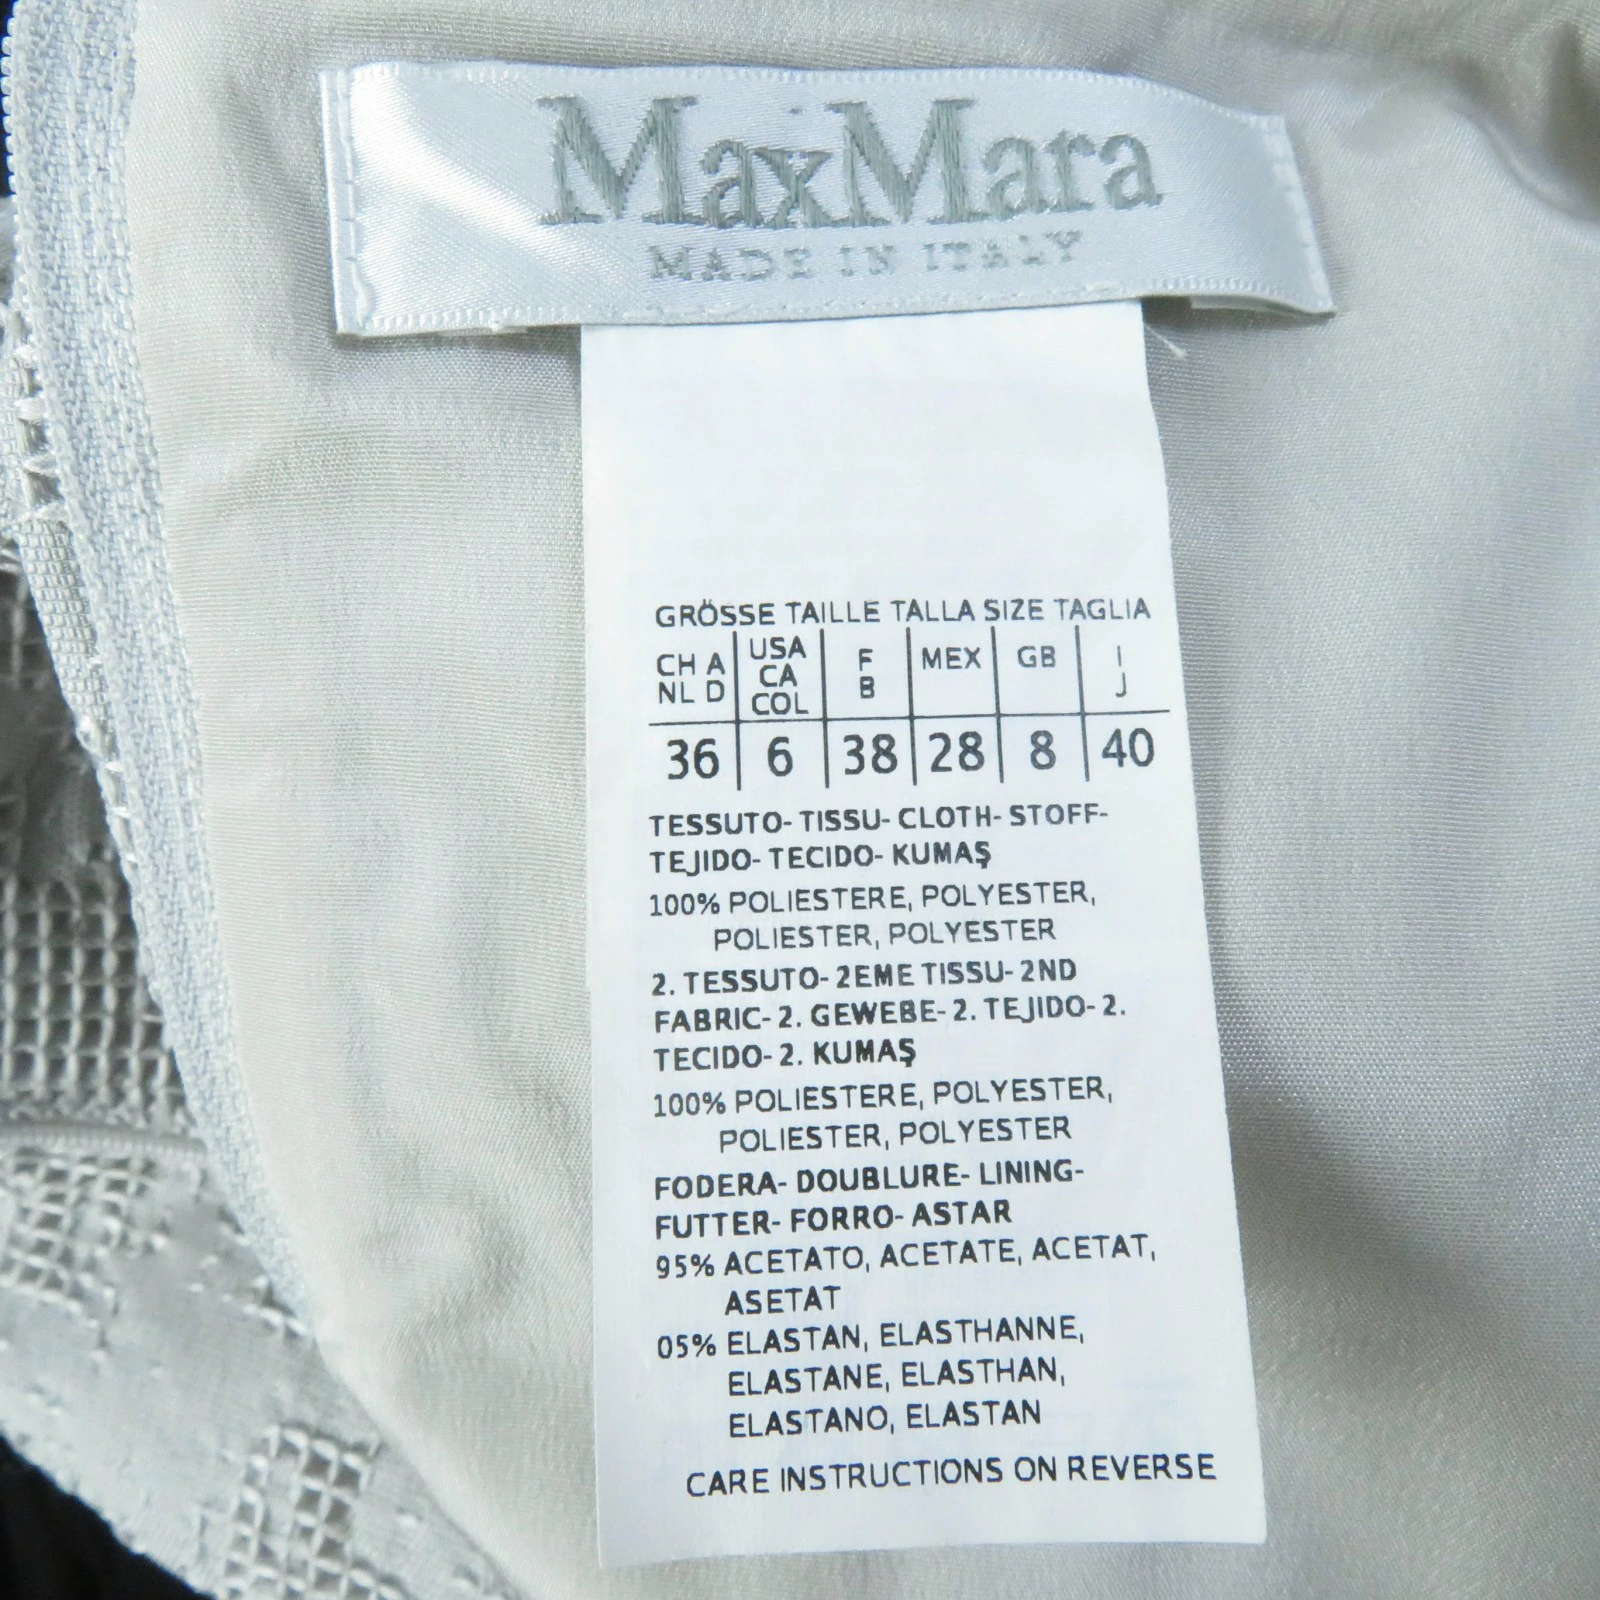 MaxMara
MADE IN ITALY
GRÖSSE TAILLE TALLA SIZE TAGLIA
CH A NL D USA CA COL F B MEX GB I J
36 6 38 28 8 40
TESSUTO- TISSU- CLOTH- STOFF-
TEJIDO- TECIDO- KUMAŞ
100% POLIESTERE, POLYESTER,
POLIESTER, POLYESTER
2. TESSUTO- 2EME TISSU- 2ND
FABRIC- 2. GEWEBE- 2. TEJIDO- 2.
TECIDO- 2. KUMAŞ
100% POLIESTERE, POLYESTER,
POLIESTER, POLYESTER
FODERA- DOUBLURE- LINING-
FUTTER- FORRO- ASTAR
95% ACETATO, ACETATE, ACETAT,
ASETAT
05% ELASTAN, ELASTHANNE,
ELASTANE, ELASTHAN,
ELASTANO, ELASTAN
CARE INSTRUCTIONS ON REVERSE